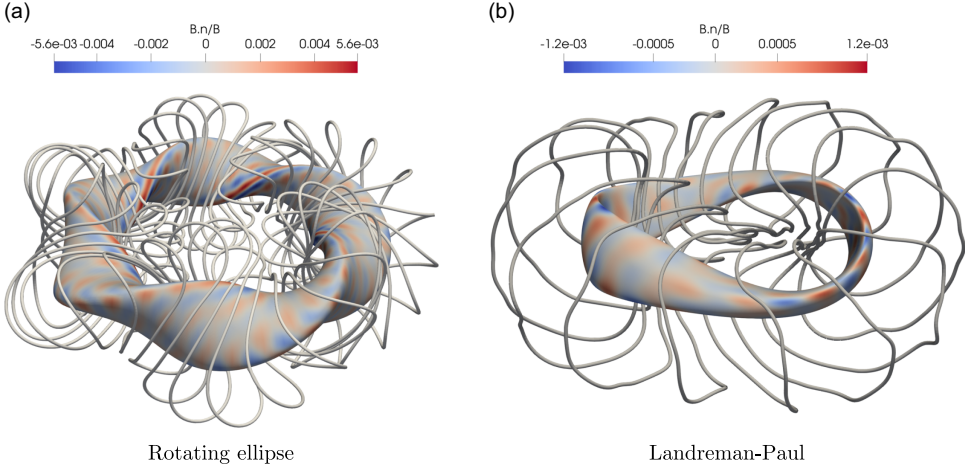 (a)
B.n/B
-5.6e-03 -0.004 -0.002 0 0.002 0.004 5.6e-03
Rotating ellipse
(b)
B.n/B
-1.2e-03 -0.0005 0 0.0005 1.2e-03
Landreman-Paul